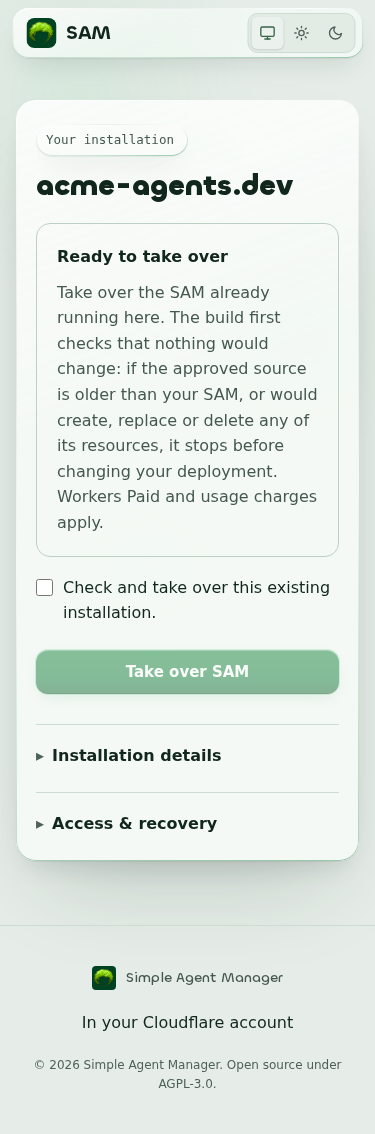 SAM
Your installation
acme-agents.dev
Ready to take over
Take over the SAM already
running here. The build first
checks that nothing would
change: if the approved source
is older than your SAM, or would
create, replace or delete any of
its resources, it stops before
changing your deployment.
Workers Paid and usage charges
apply.
Check and take over this existing
installation.
Take over SAM
Installation details
Access & recovery
Simple Agent Manager
In your Cloudflare account
© 2026 Simple Agent Manager. Open source under
AGPL-3.0.